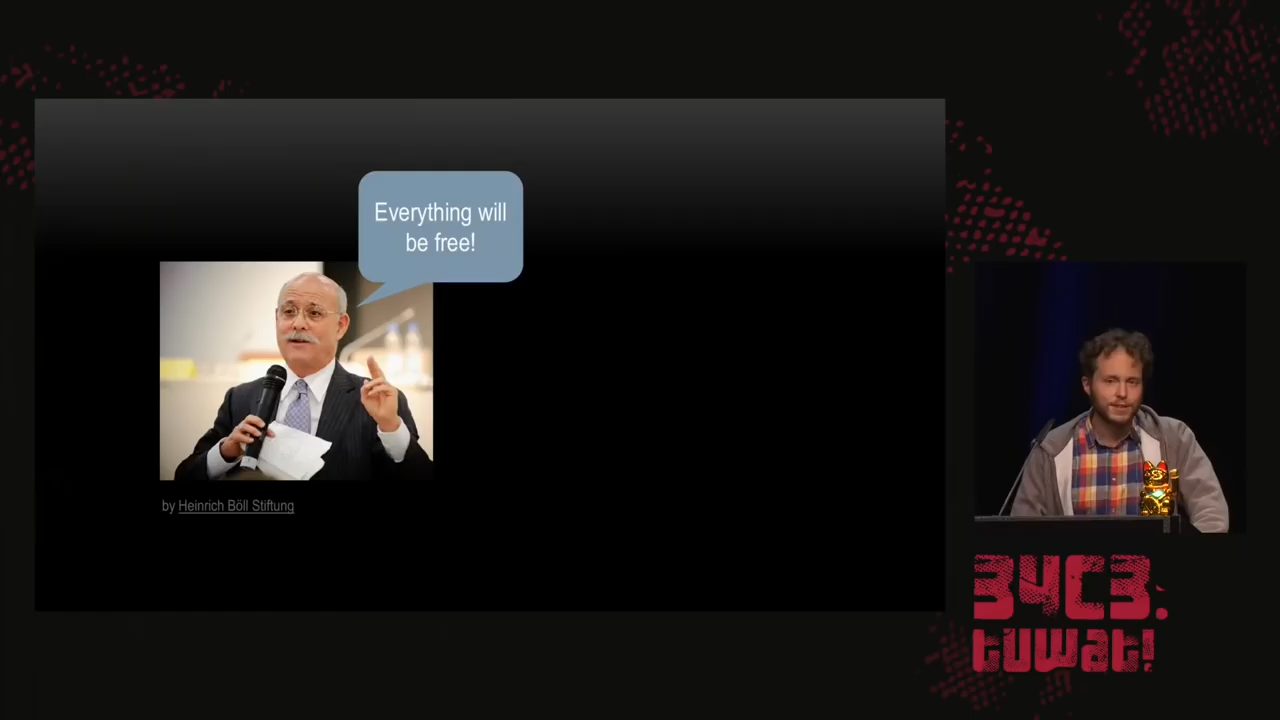 Everything will
be free!
by Heinrich Böll Stiftung
34C3.
tuwat!